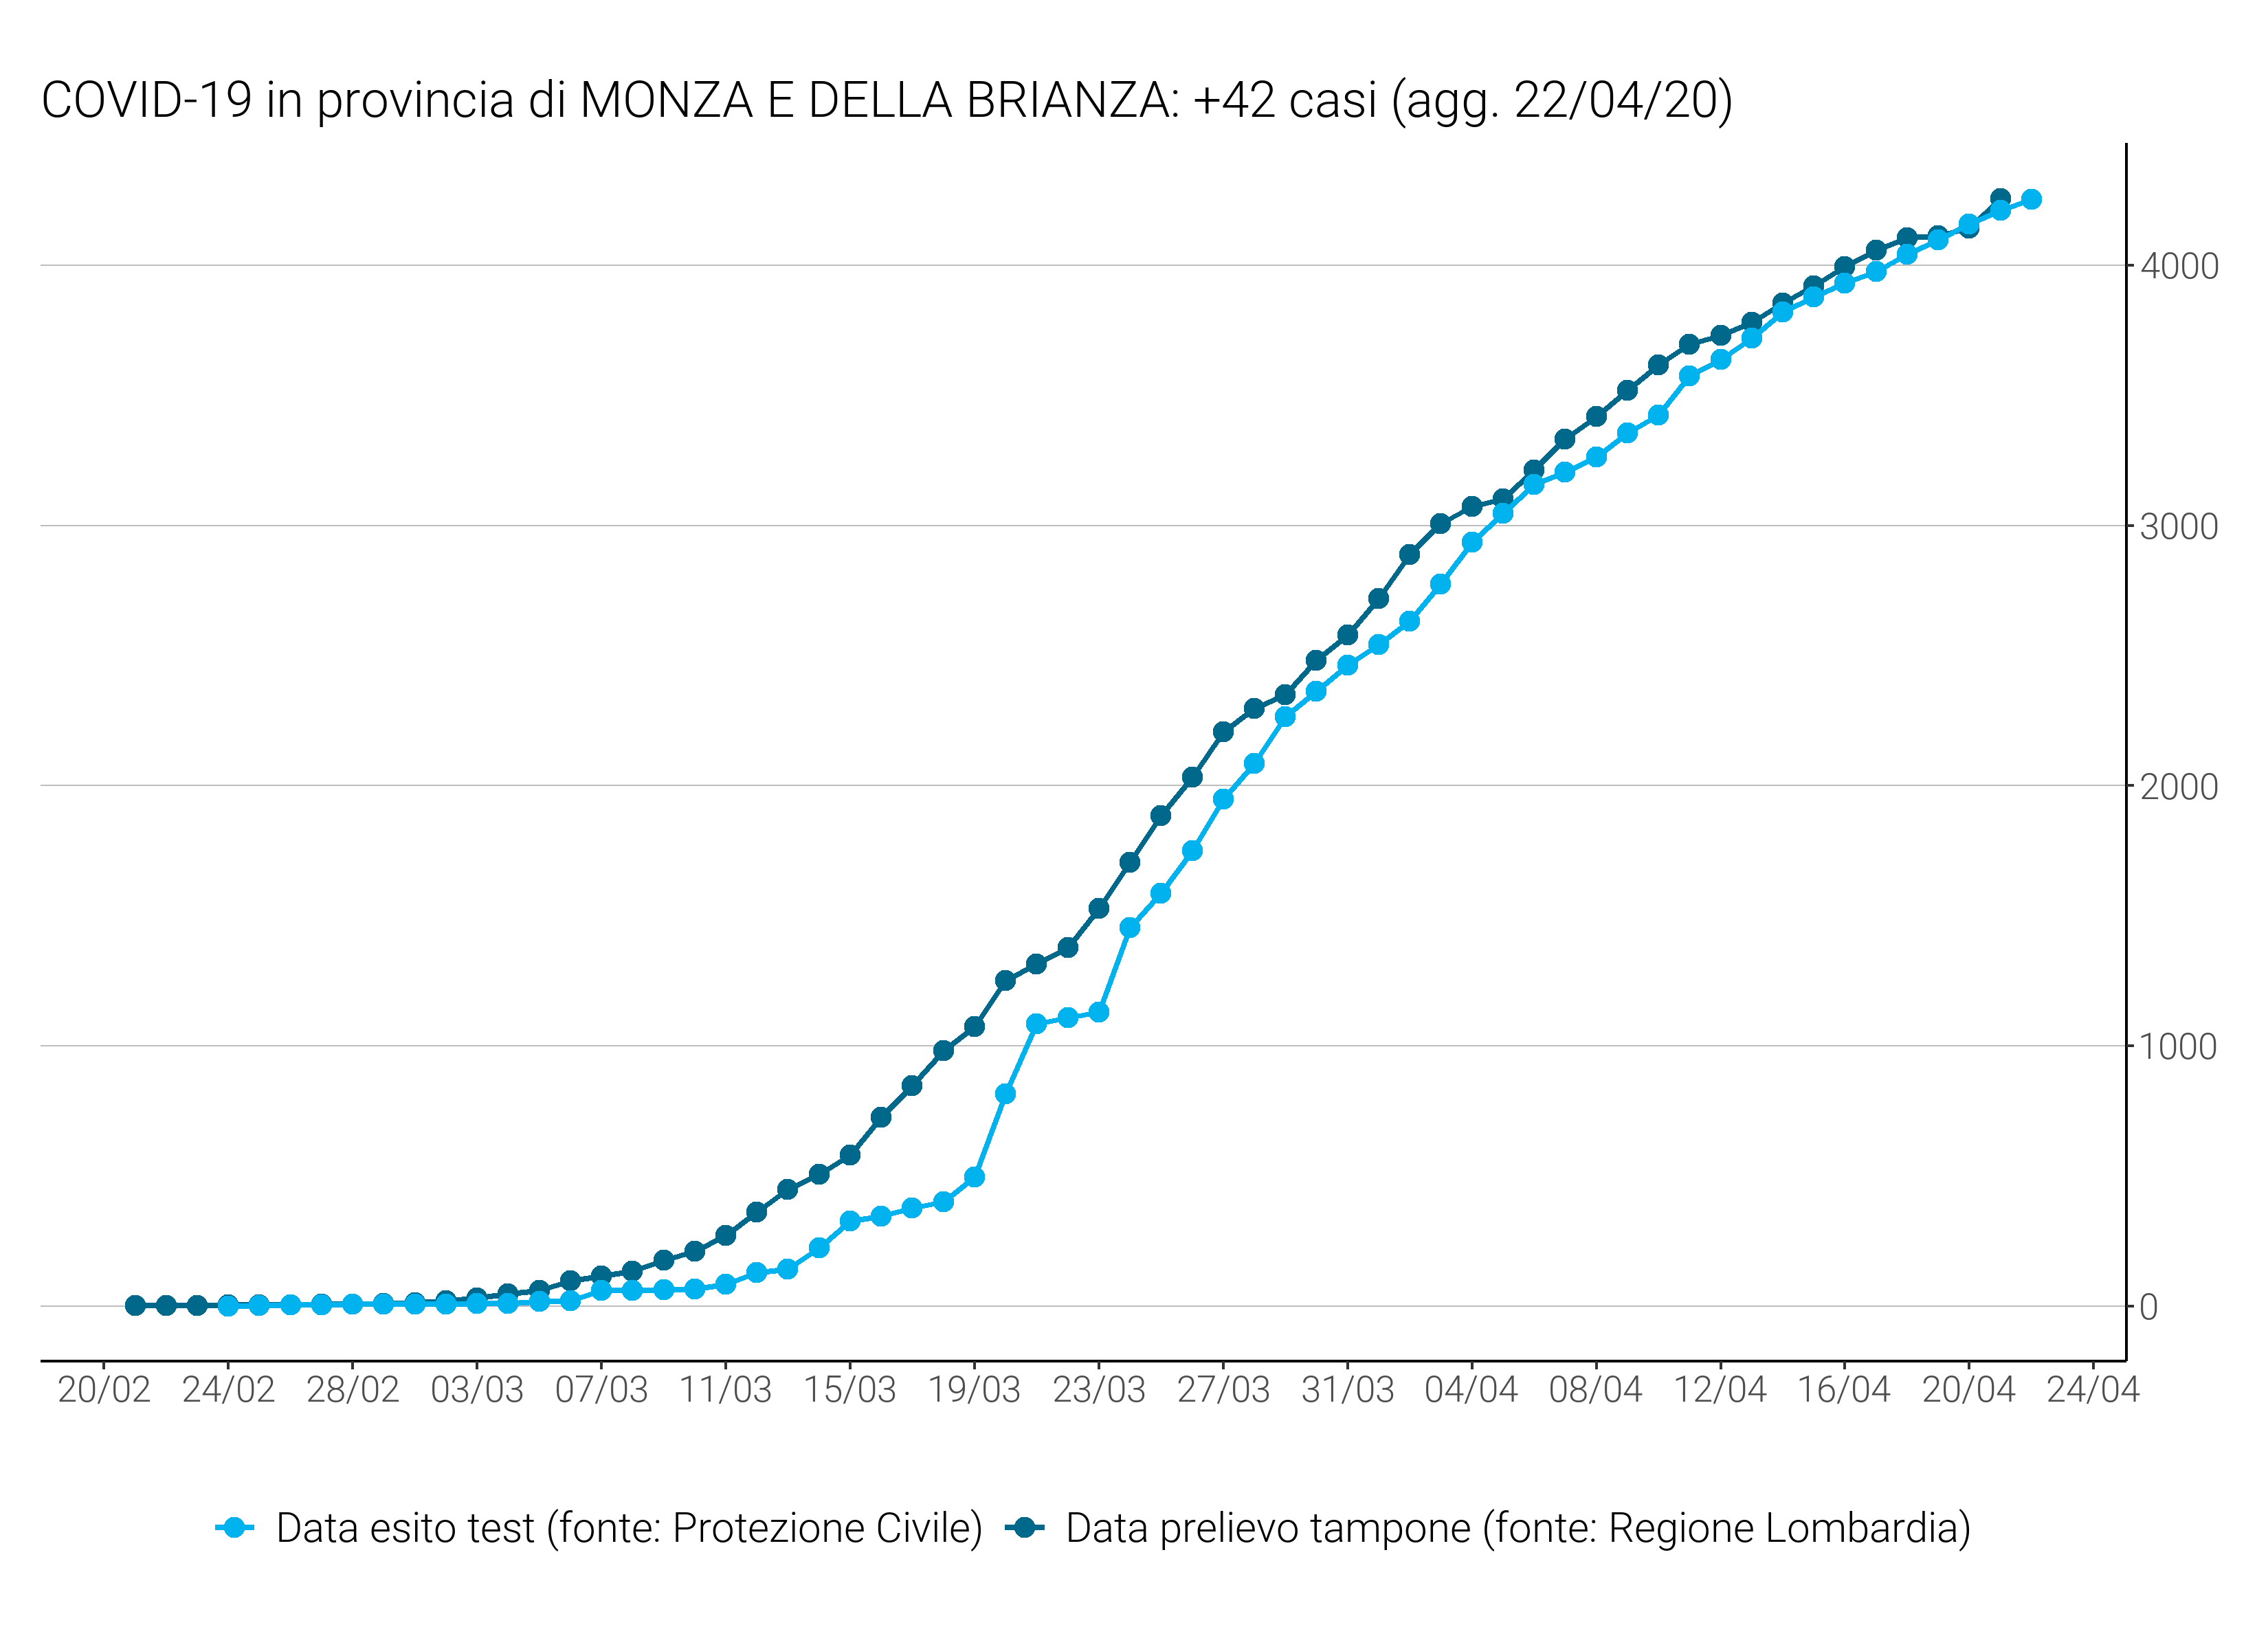 COVID-19 in provincia di MONZA E DELLA BRIANZA: +42 casi (agg. 22/04/20)
4000
3000
2000
1000
0
20/02 24/02 28/02 03/03 07/03 11/03 15/03 19/03 23/03 27/03 31/03 04/04 08/04 12/04 16/04 20/04 24/04
Data esito test (fonte: Protezione Civile) Data prelievo tampone (fonte: Regione Lombardia)